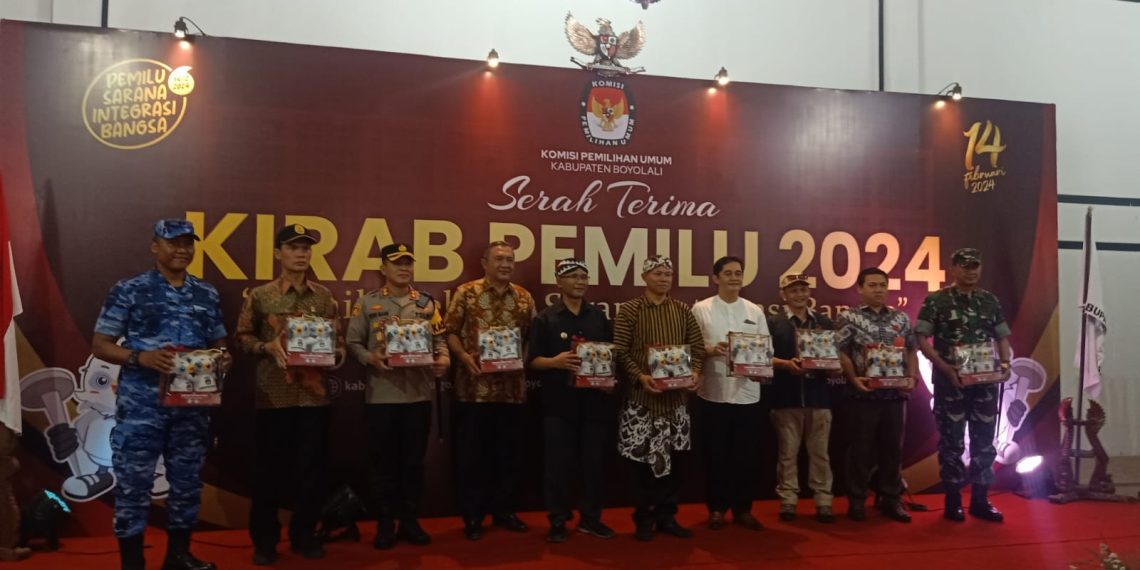 PEMILU
SARANA
INTEGRASI
BANGSA
2024
KOMISI
PEMILIHAN UMUM
KOMISI PEMILIHAN UMUM
KABUPATEN BOYOLALI
14
februari
2024
Serah Terima
KIRAB PEMILU 2024